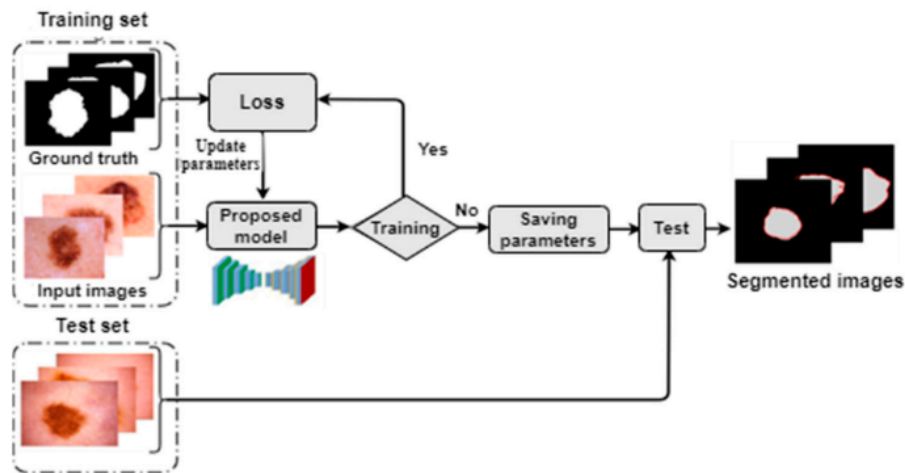 Training set
Loss
Ground truth
Update
parameters
Yes
Proposed
model
Training
No
Saving
parameters
Test
Input images
Segmented images
Test set